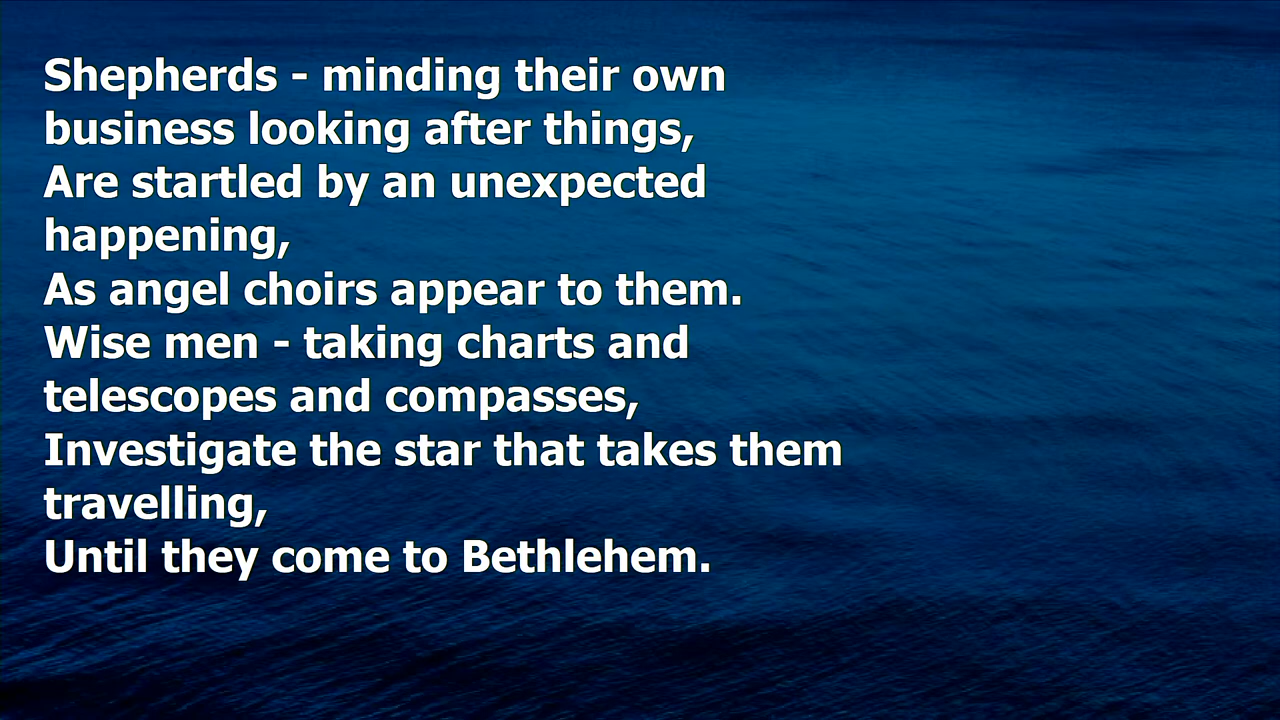 Shepherds - minding their own
business looking after things,
Are startled by an unexpected
happening,
As angel choirs appear to them.
Wise men - taking charts and
telescopes and compasses,
Investigate the star that takes them
travelling,
Until they come to Bethlehem.